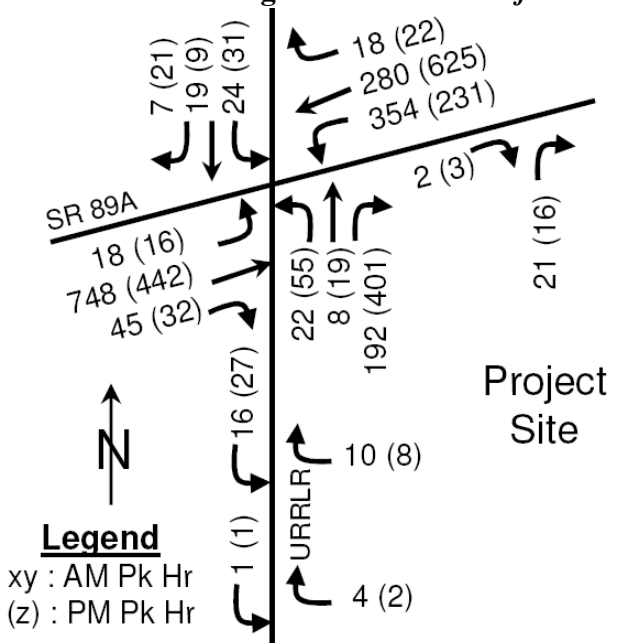 7 (21)
19 (9)
24 (31)
18 (22)
280 (625)
354 (231)
2 (3)
21 (16)
SR 89A
18 (16)
748 (442)
45 (32)
22 (55)
8 (19)
192 (401)
16 (27)
Project
Site
N
10 (8)
URRLR
Legend
xy : AM Pk Hr
(z) : PM Pk Hr
1 (1)
4 (2)